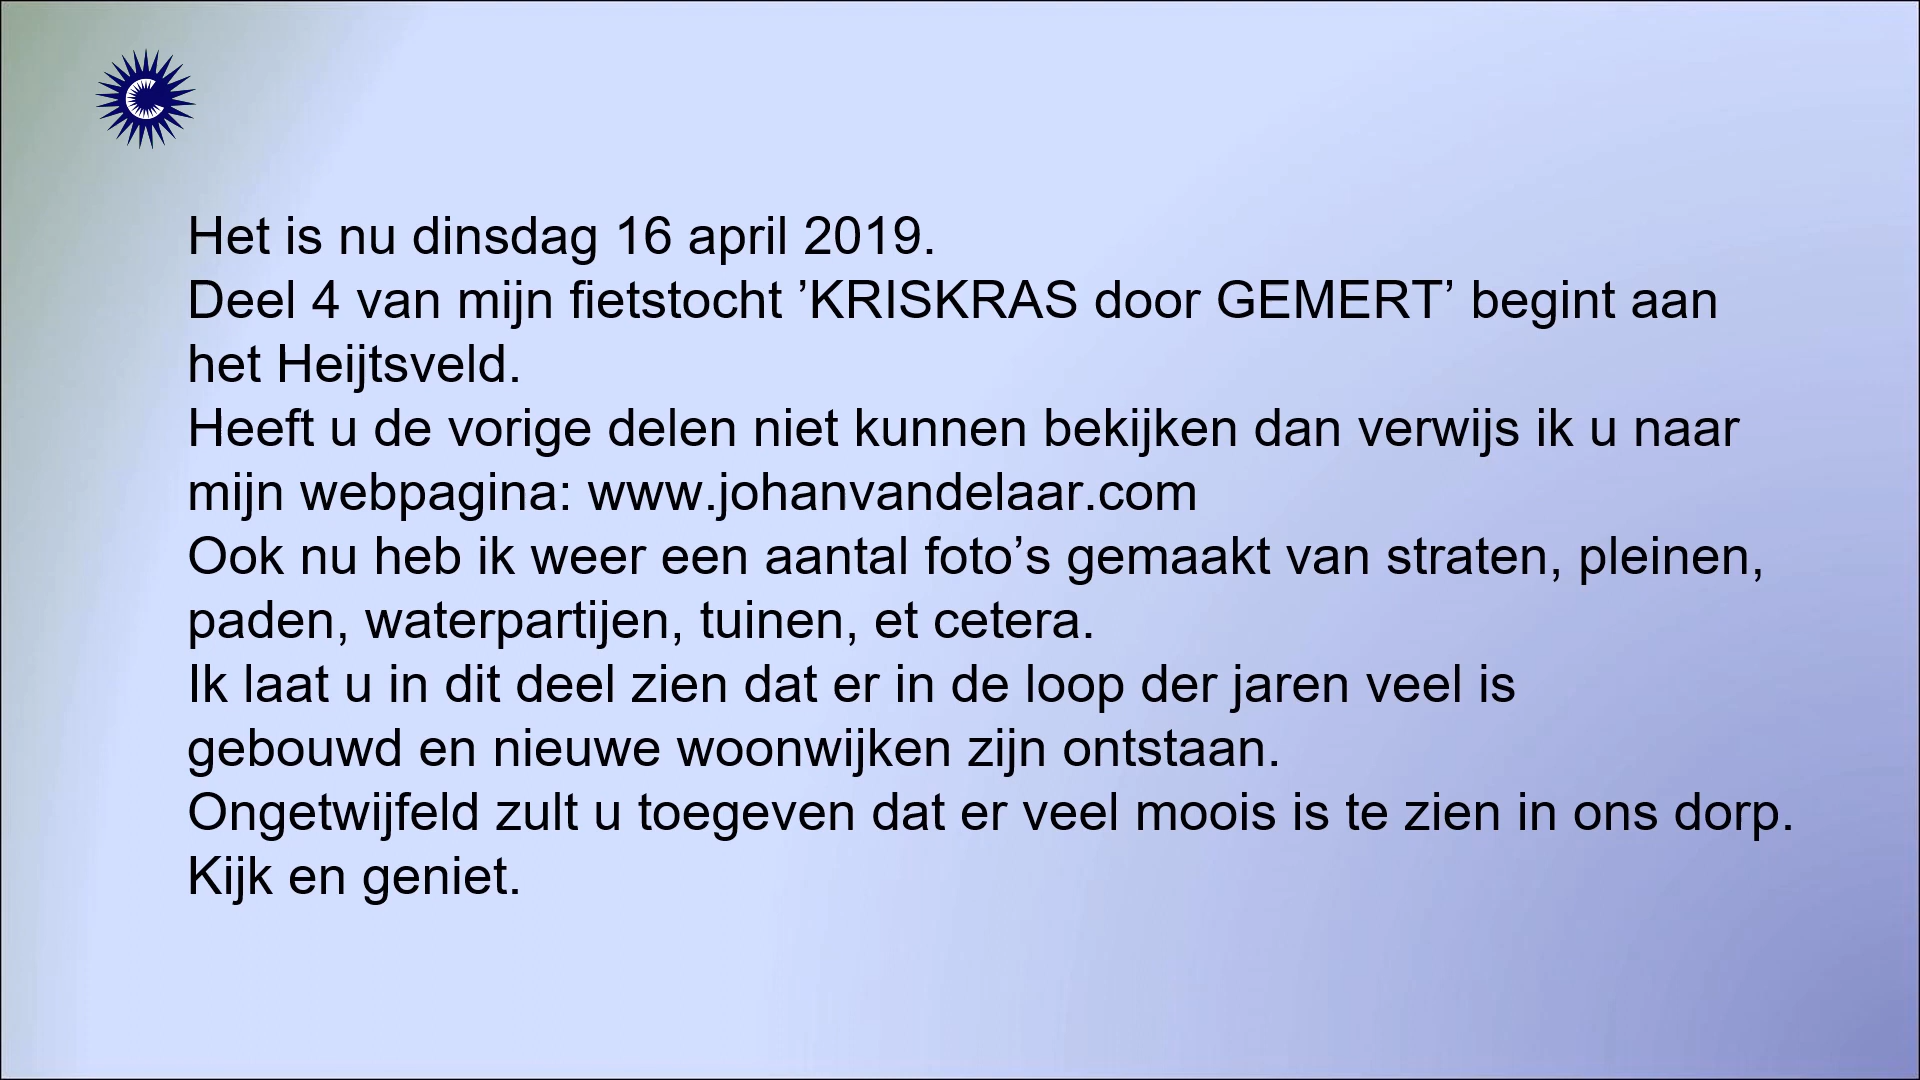 Het is nu dinsdag 16 april 2019.
Deel 4 van mijn fietstocht ’KRISKRAS door GEMERT’ begint aan
het Heijtsveld.
Heeft u de vorige delen niet kunnen bekijken dan verwijs ik u naar
mijn webpagina: www.johanvandelaar.com
Ook nu heb ik weer een aantal foto’s gemaakt van straten, pleinen,
paden, waterpartijen, tuinen, et cetera.
Ik laat u in dit deel zien dat er in de loop der jaren veel is
gebouwd en nieuwe woonwijken zijn ontstaan.
Ongetwijfeld zult u toegeven dat er veel moois is te zien in ons dorp.
Kijk en geniet.